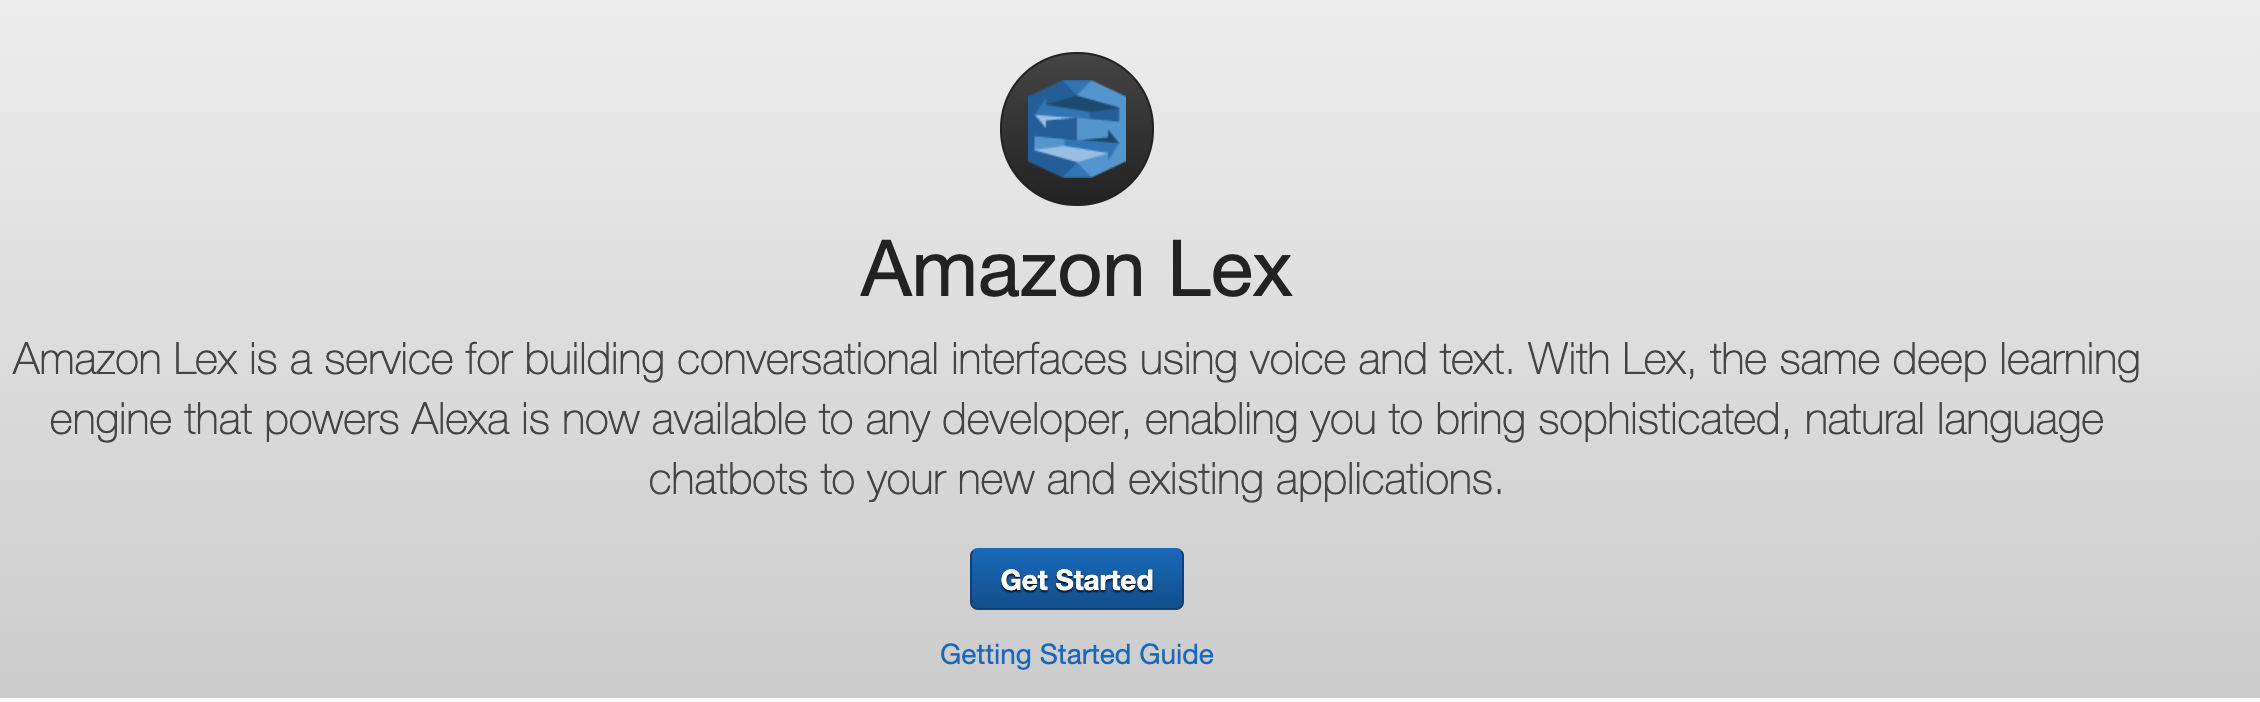 Amazon Lex
Amazon Lex is a service for building conversational interfaces using voice and text. With Lex, the same deep learning
engine that powers Alexa is now available to any developer, enabling you to bring sophisticated, natural language
chatbots to your new and existing applications.
Get Started
Getting Started Guide